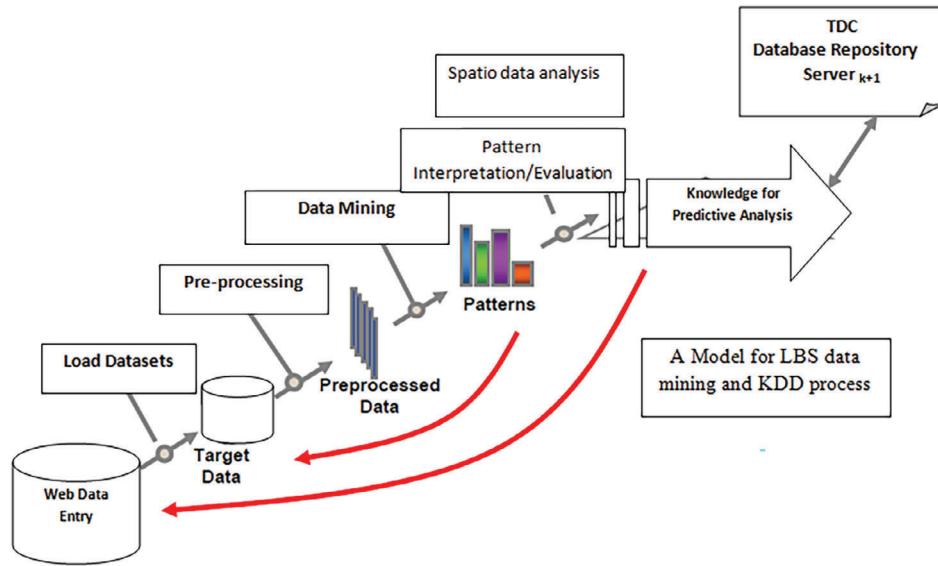 TDC
Database Repository
Server k+1
Spatio data analysis
Pattern
Interpretation/Evaluation
Knowledge for
Predictive Analysis
Data Mining
Patterns
Pre-processing
Preprocessed
Data
A Model for LBS data
mining and KDD process
Load Datasets
Target
Data
Web Data
Entry